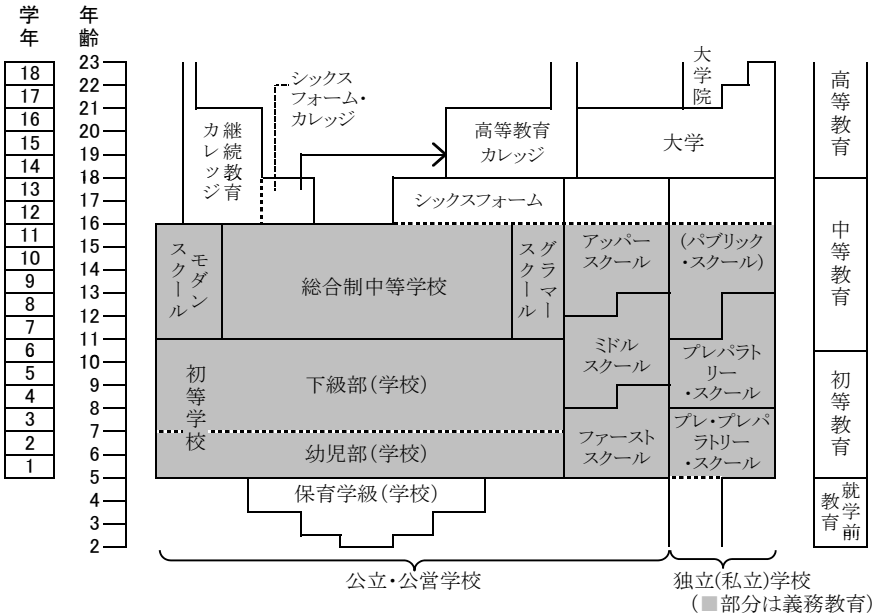 学年
年齢
18
17
16
15
14
13
12
11
10
9
8
7
6
5
4
3
2
1
23
22
21
20
19
18
17
16
15
14
13
12
11
10
9
8
7
6
5
4
3
2
シックス
フォーム・
カレッジ
大学院
継続教育
カレッジ
高等教育
カレッジ
大学
シックスフォーム
モダン
スクール
総合制中等学校
グラマー
スクール
アッパー
スクール
(パブリック
・スクール)
ミドル
スクール
プレパラト
リー
・スクール
初等学校
下級部(学校)
幼児部(学校)
ファースト
スクール
プレ・プレパ
ラトリー
・スクール
保育学級(学校)
高等教育
中等教育
初等教育
就学前
教育
公立・公営学校
独立(私立)学校
(■部分は義務教育)